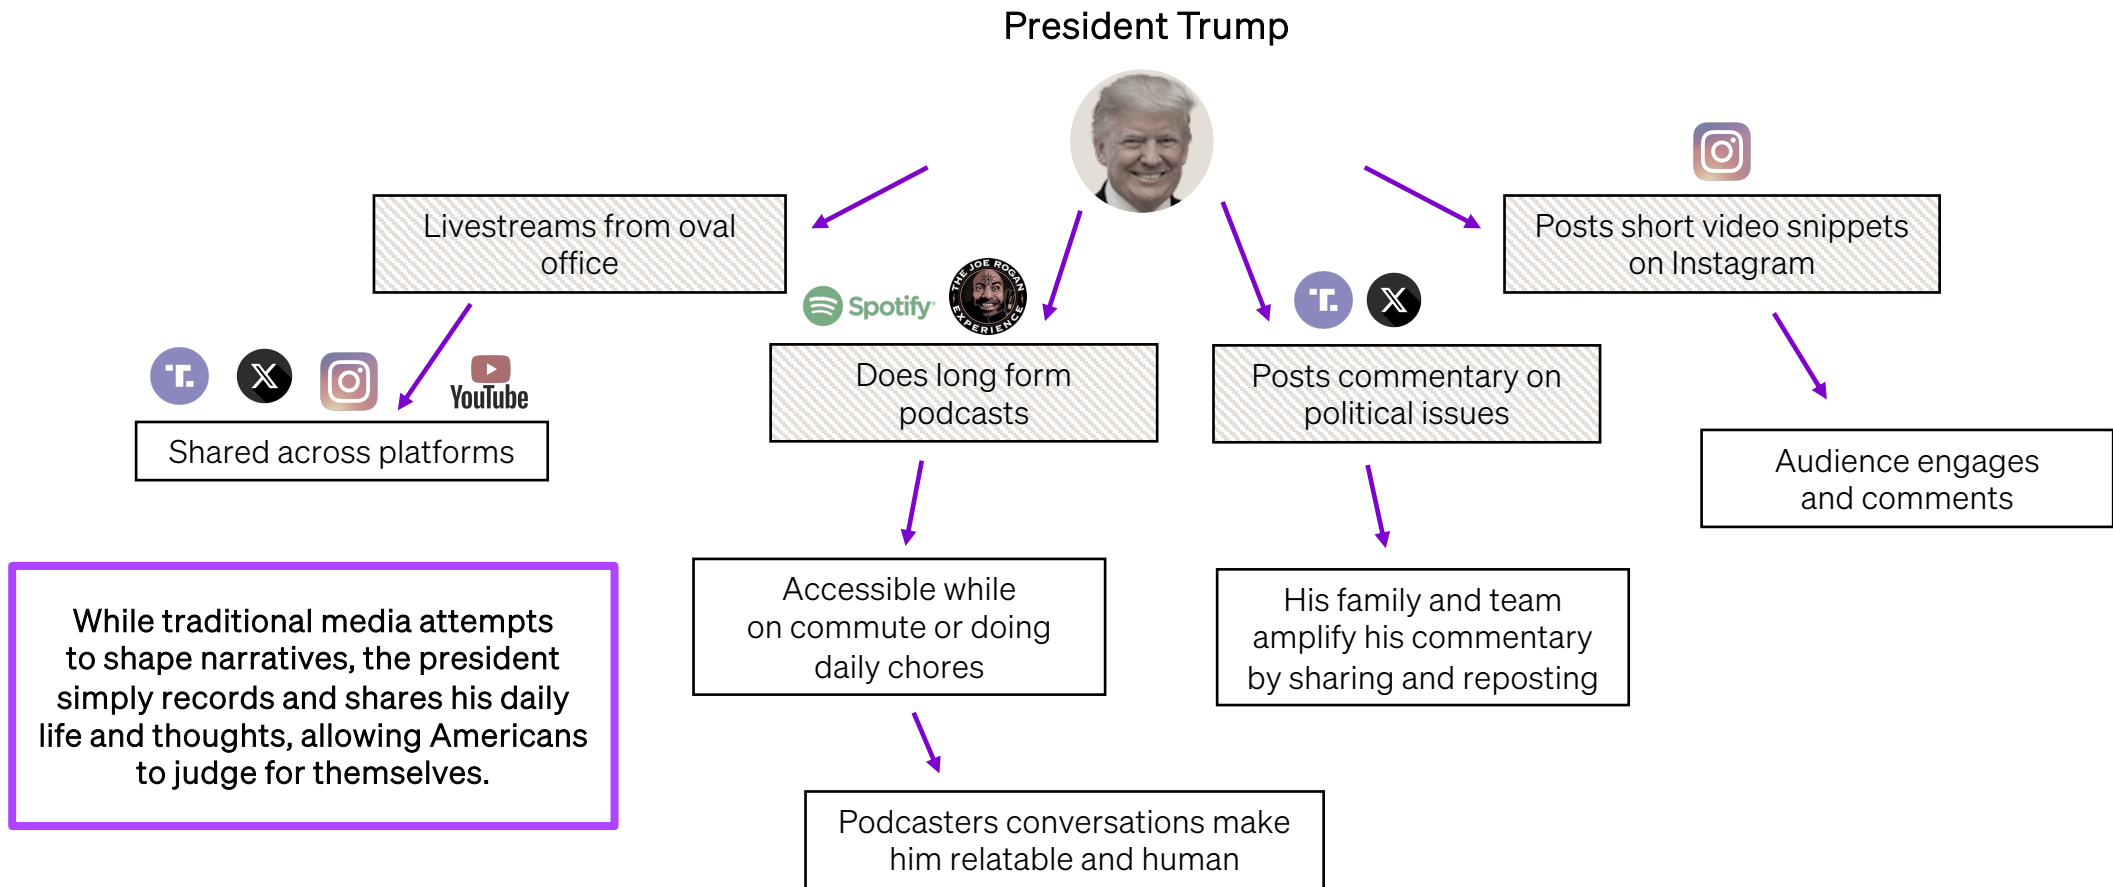 President Trump
Livestreams from oval
office
Posts short video snippets
on Instagram
Spotify
THE JOE ROGAN
EXPERIENCE
T.
X
T.
X
YouTube
Shared across platforms
Does long form
podcasts
Posts commentary on
political issues
Audience engages
and comments
While traditional media attempts
to shape narratives, the president
simply records and shares his daily
life and thoughts, allowing Americans
to judge for themselves.
Accessible while
on commute or doing
daily chores
His family and team
amplify his commentary
by sharing and reposting
Podcasters conversations make
him relatable and human